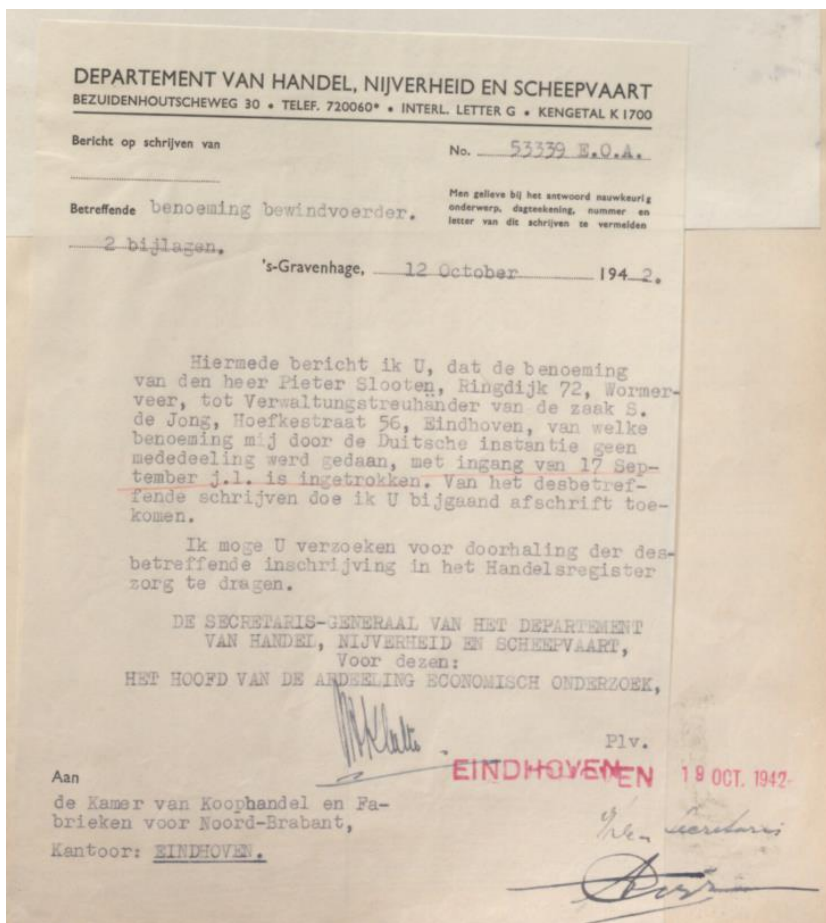 DEPARTEMENT VAN HANDEL, NIJVERHEID EN SCHEEPVAART
BEZUIDENHOUTSCHEWEG 30 • TELEF. 720060* • INTERL. LETTER G • KENGETAL K 1700
Bericht op schrijven van
No. 53339 E.O.A.
Men gelieve bij het antwoord nauwkeurig
onderwerp, dagteekening, nummer en
letter van dit schrijven te vermelden
Betreffende benoeming bewindvoerder.
2 bijlagen.
's-Gravenhage, 12 October 1942.
Hiermede bericht ik U, dat de benoeming
van den heer Pieter Slooten, Ringdijk 72, Wormer-
veer, tot Verwaltungstreuhänder van de zaak S.
de Jong, Hoefkestraat 56, Eindhoven, van welke
benoeming mij door de Duitsche instantie geen
mededeeling werd gedaan, met ingang van 17 Sep-
tember j.l. is ingetrokken. Van het desbetref-
fende schrijven doe ik U bijgaand afschrift toe-
komen.
Ik moge U verzoeken voor doorhaling der des-
betreffende inschrijving in het Handelsregister
zorg te dragen.
DE SECRETARIS-GENERAAL VAN HET DEPARTEMENT
VAN HANDEL, NIJVERHEID EN SCHEEPVAART,
Voor dezen:
HET HOOFD VAN DE AFDEELING ECONOMISCH ONDERZOEK,
Plv.
EINDHOVEN 19 OCT. 1942
Aan
de Kamer van Koophandel en Fa-
brieken voor Noord-Brabant,
Kantoor: EINDHOVEN.
Secretaris